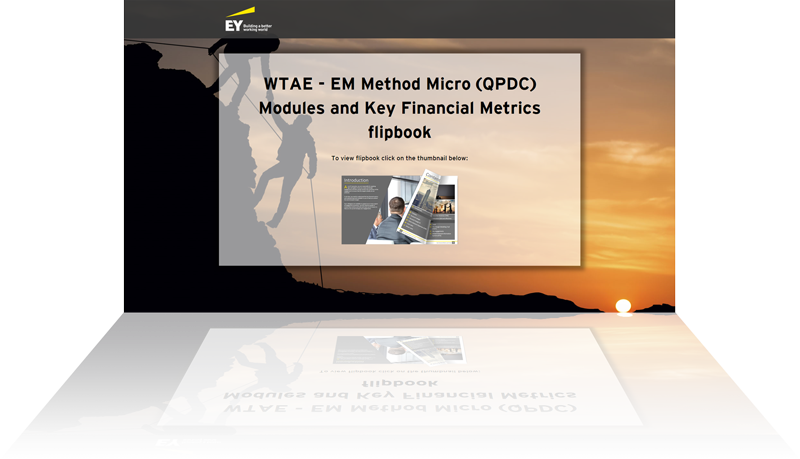 EY
Building a better
working world
WTAE - EM Method Micro (QPDC)
Modules and Key Financial Metrics
flipbook
To view flipbook click on the thumbnail below:
Introduction